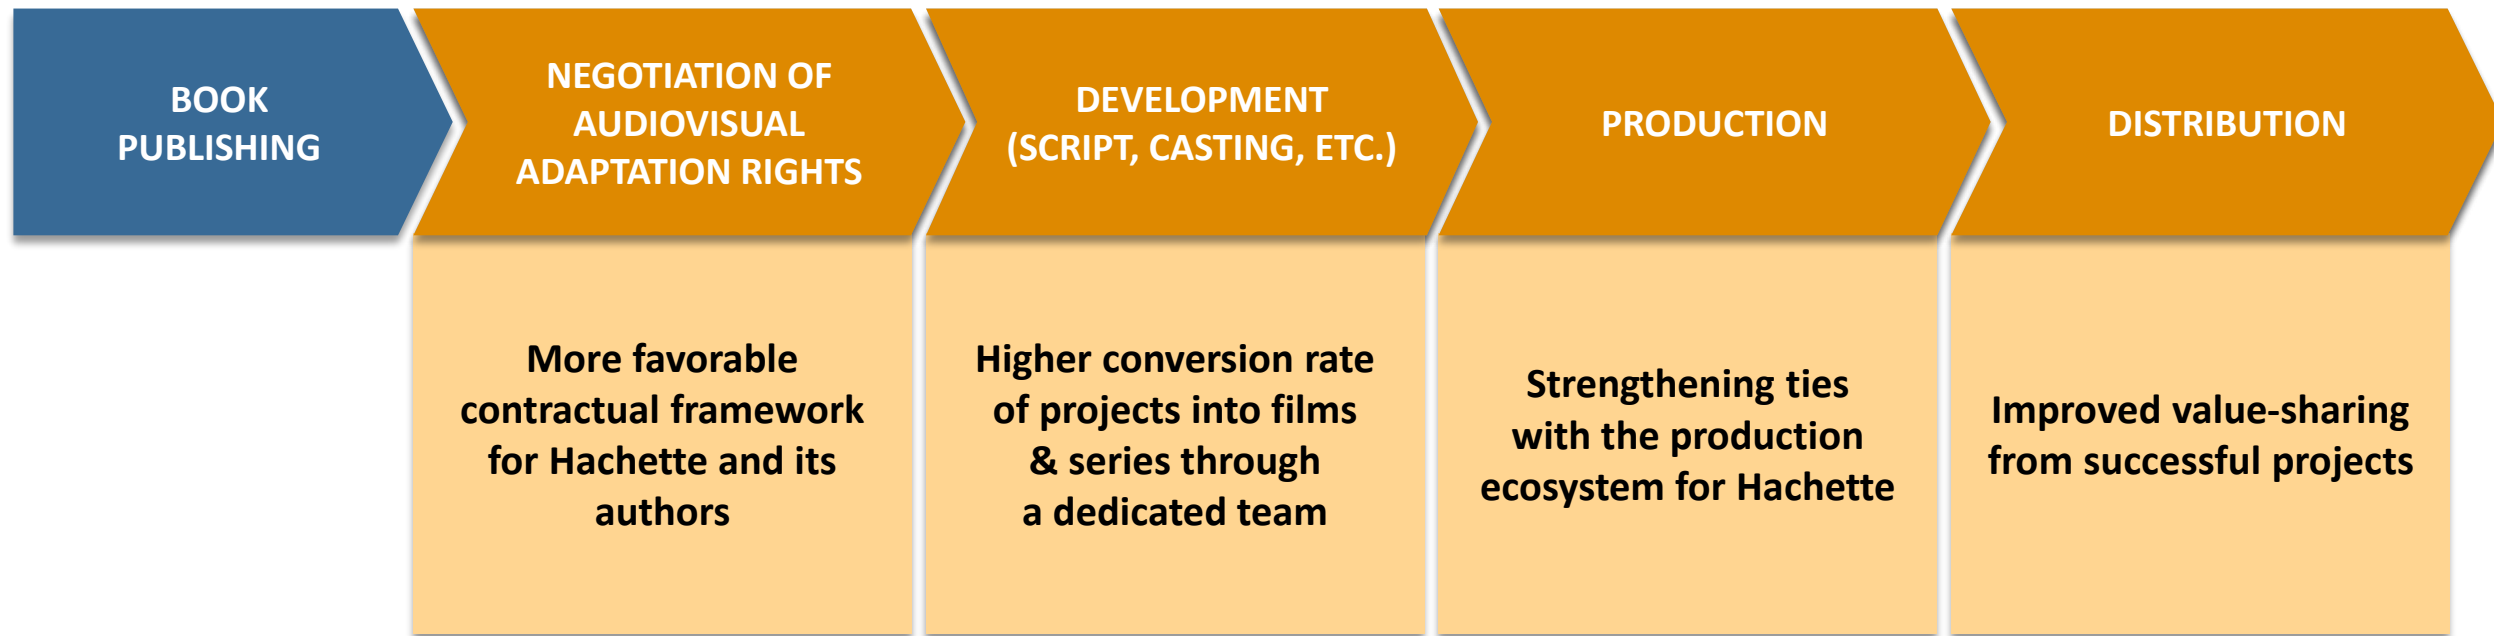 BOOK
PUBLISHING
NEGOTIATION OF
AUDIOVISUAL
ADAPTATION RIGHTS
DEVELOPMENT
(SCRIPT, CASTING, ETC.)
PRODUCTION
DISTRIBUTION
More favorable
contractual framework
for Hachette and its
authors
Higher conversion rate
of projects into films
& series through
a dedicated team
Strengthening ties
with the production
ecosystem for Hachette
Improved value-sharing
from successful projects